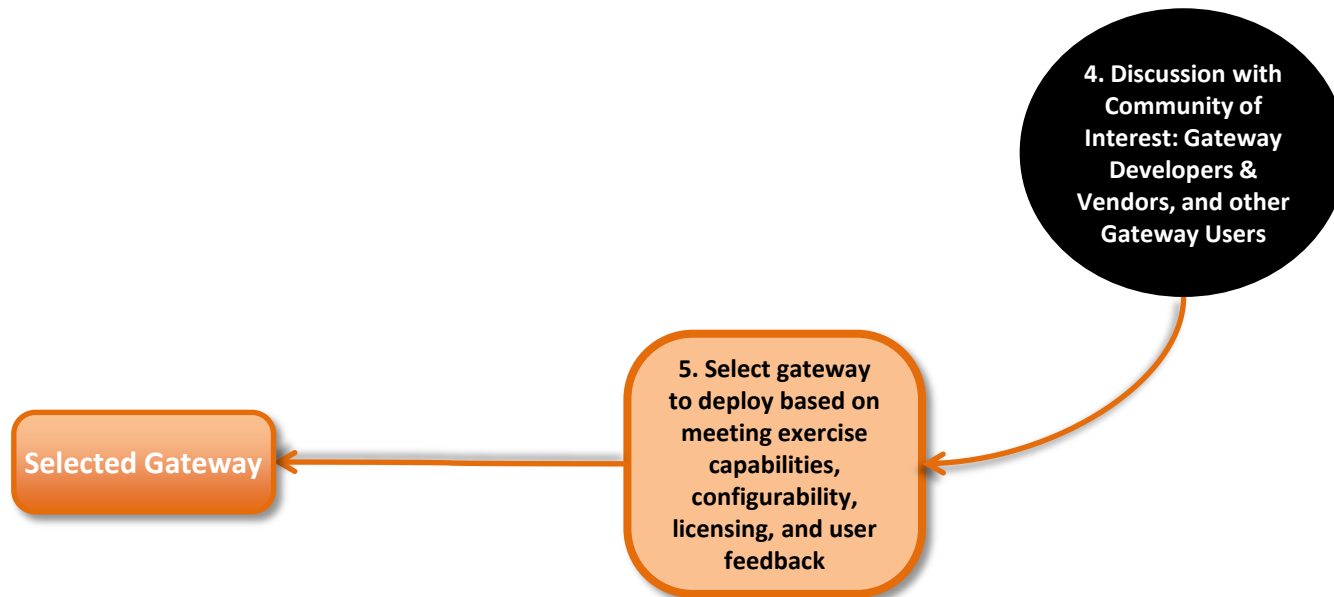 4. Discussion with
Community of
Interest: Gateway
Developers &
Vendors, and other
Gateway Users
5. Select gateway
to deploy based on
meeting exercise
capabilities,
configurability,
licensing, and user
feedback
Selected Gateway